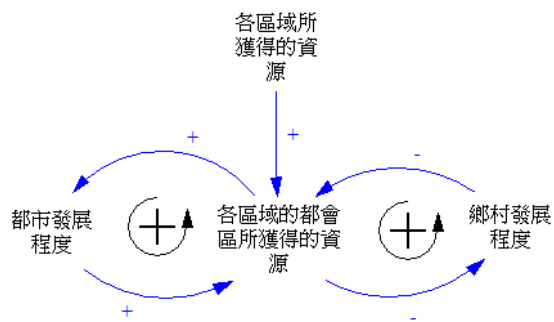 各區域所
獲得的資
源
+
+
-
都市發展
程度
+
各區域的都會
區所獲得的資
源
+
鄉村發展
程度
+
-